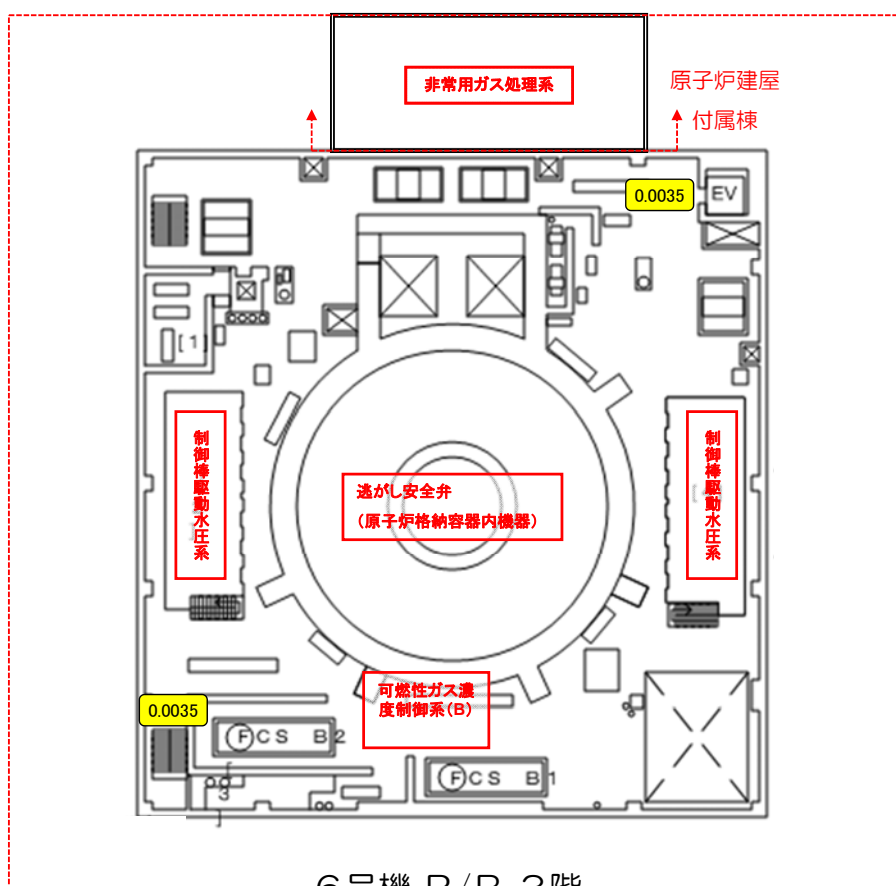 非常用ガス処理系
原子炉建屋
付属棟
0.0035
EV
[1]
制御棒駆動水圧系
制御棒駆動水圧系
逃がし安全弁
(原子炉格納容器内機器)
可燃性ガス濃
度制御系(B)
0.0035
FCS B2
FCS B1
3